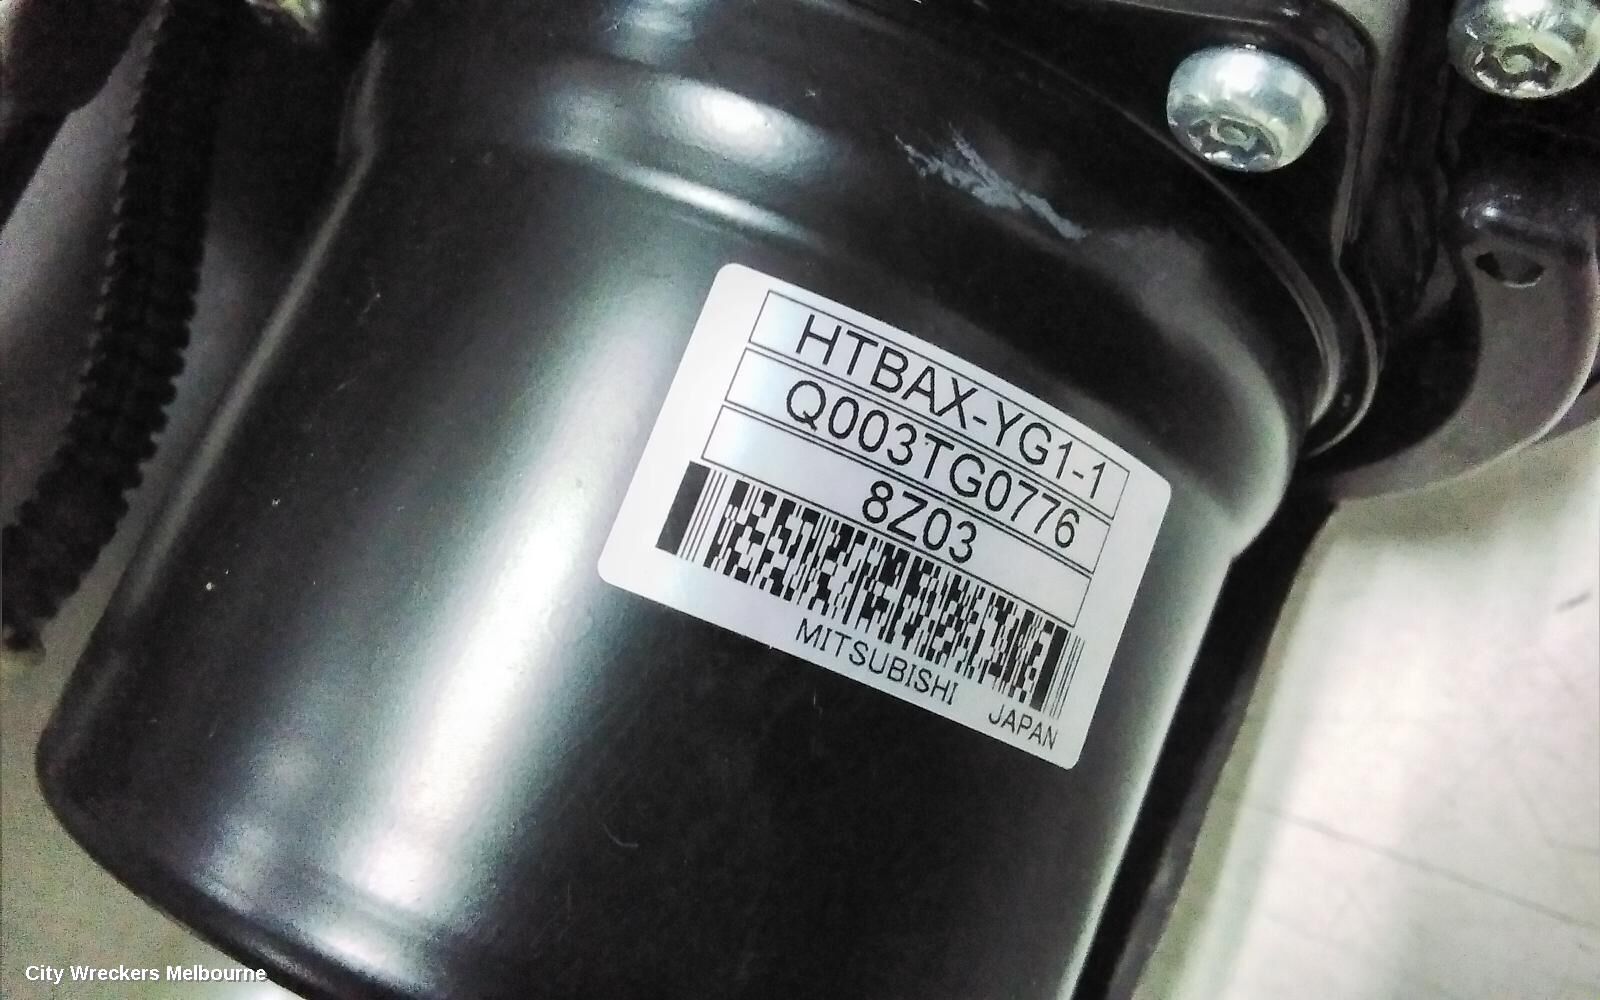 HTBAX-YG1-1
Q003TG0776
8Z03
MITSUBISHI
JAPAN
City Wreckers Melbourne